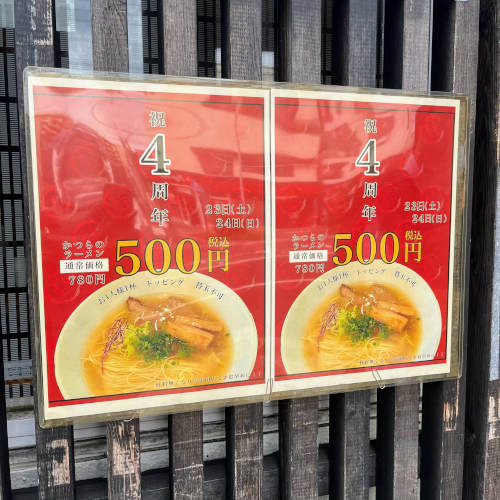 祝
4
周
年
23日(土)
24日(日)
かつらの
ラーメン
通常価格
780円
500円
税込
お1人様1杯 トッピング 替玉不可
祝
4
周
年
23日(土)
24日(日)
かつらの
ラーメン
通常価格
780円
500円
税込
お1人様1杯 トッピング 替玉不可